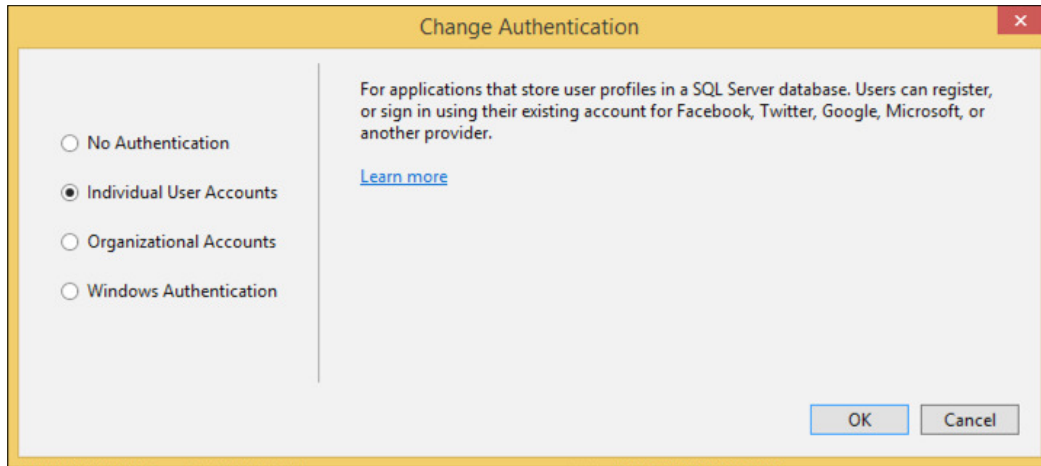 Change Authentication
No Authentication
Individual User Accounts
Organizational Accounts
Windows Authentication
For applications that store user profiles in a SQL Server database. Users can register,
or sign in using their existing account for Facebook, Twitter, Google, Microsoft, or
another provider.
Learn more
OK
Cancel